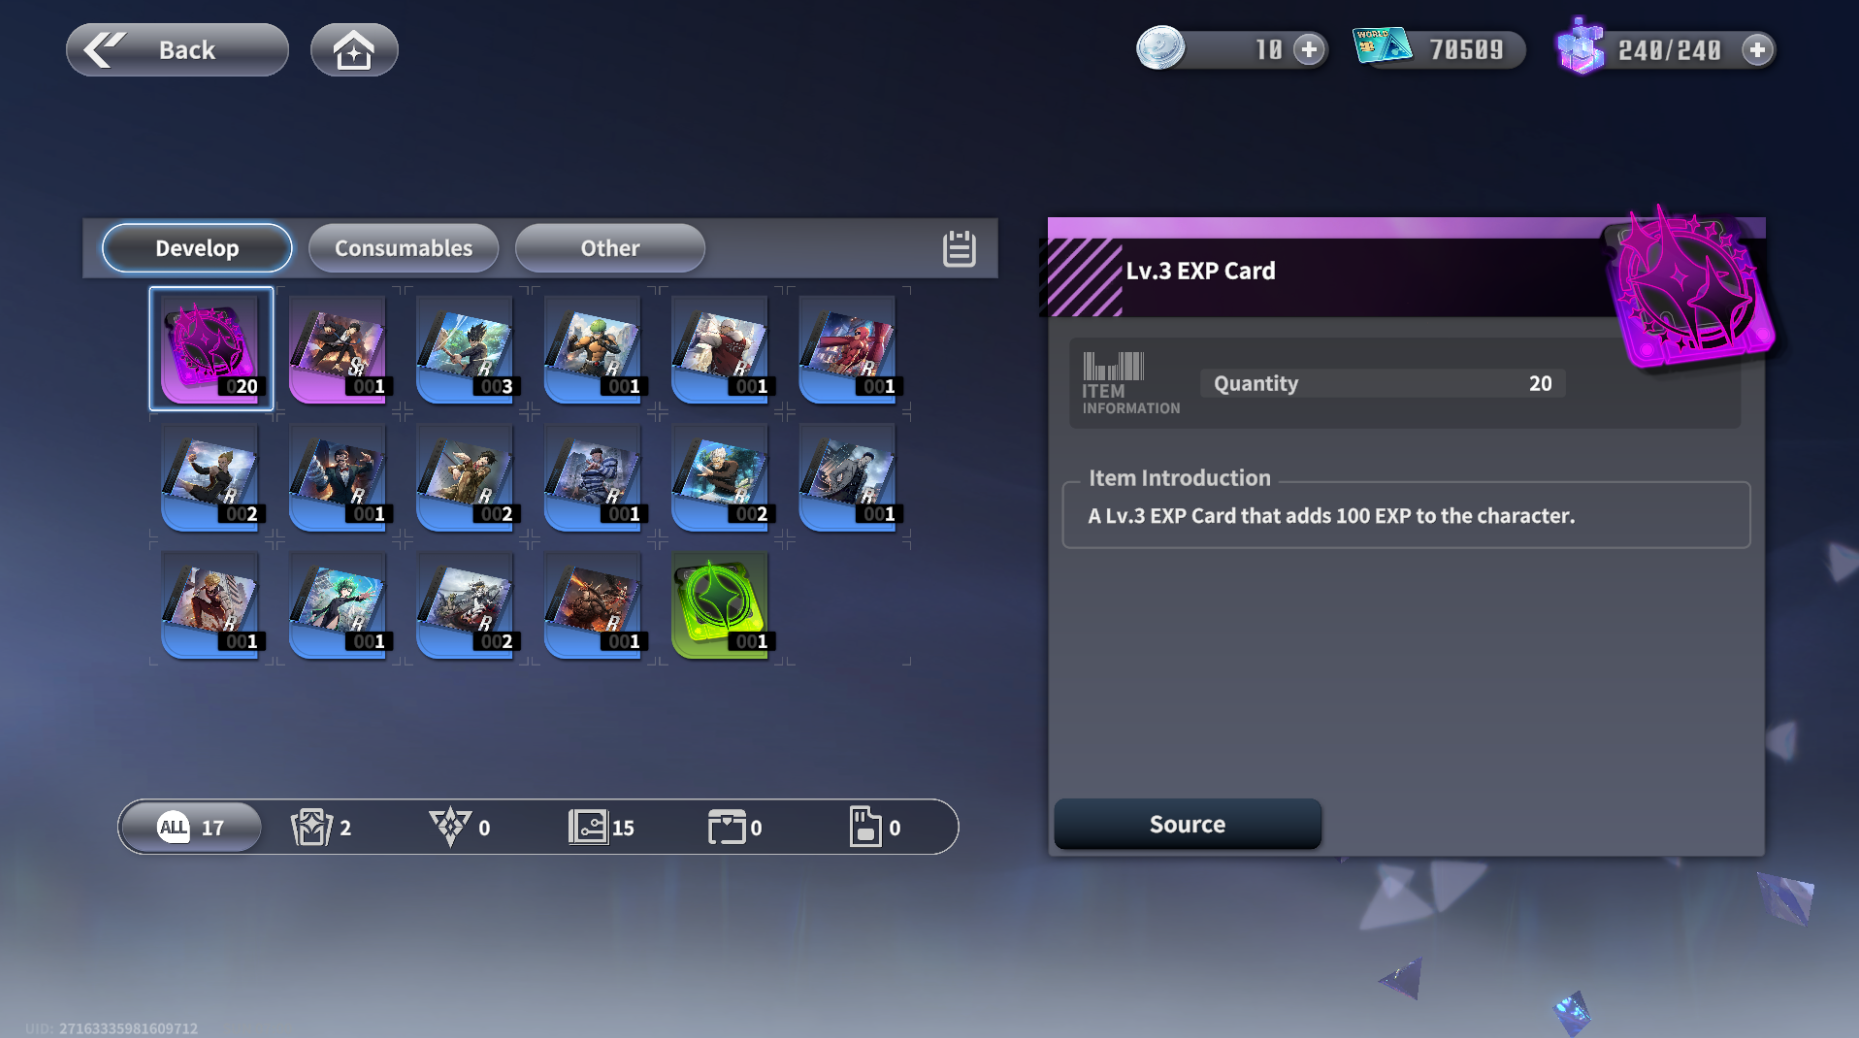 Back
10
WORLD
70509
240/240
Develop
Consumables
Other
020
SR
001
R
003
R
001
R
001
R
001
R
002
R
001
R
002
R
001
R
002
R
001
R
001
R
001
R
002
R
001
001
ALL 17
2
0
15
0
0
Lv.3 EXP Card
ITEM
INFORMATION
Quantity
20
Item Introduction
A Lv.3 EXP Card that adds 100 EXP to the character.
Source
UID: 27163335981609712